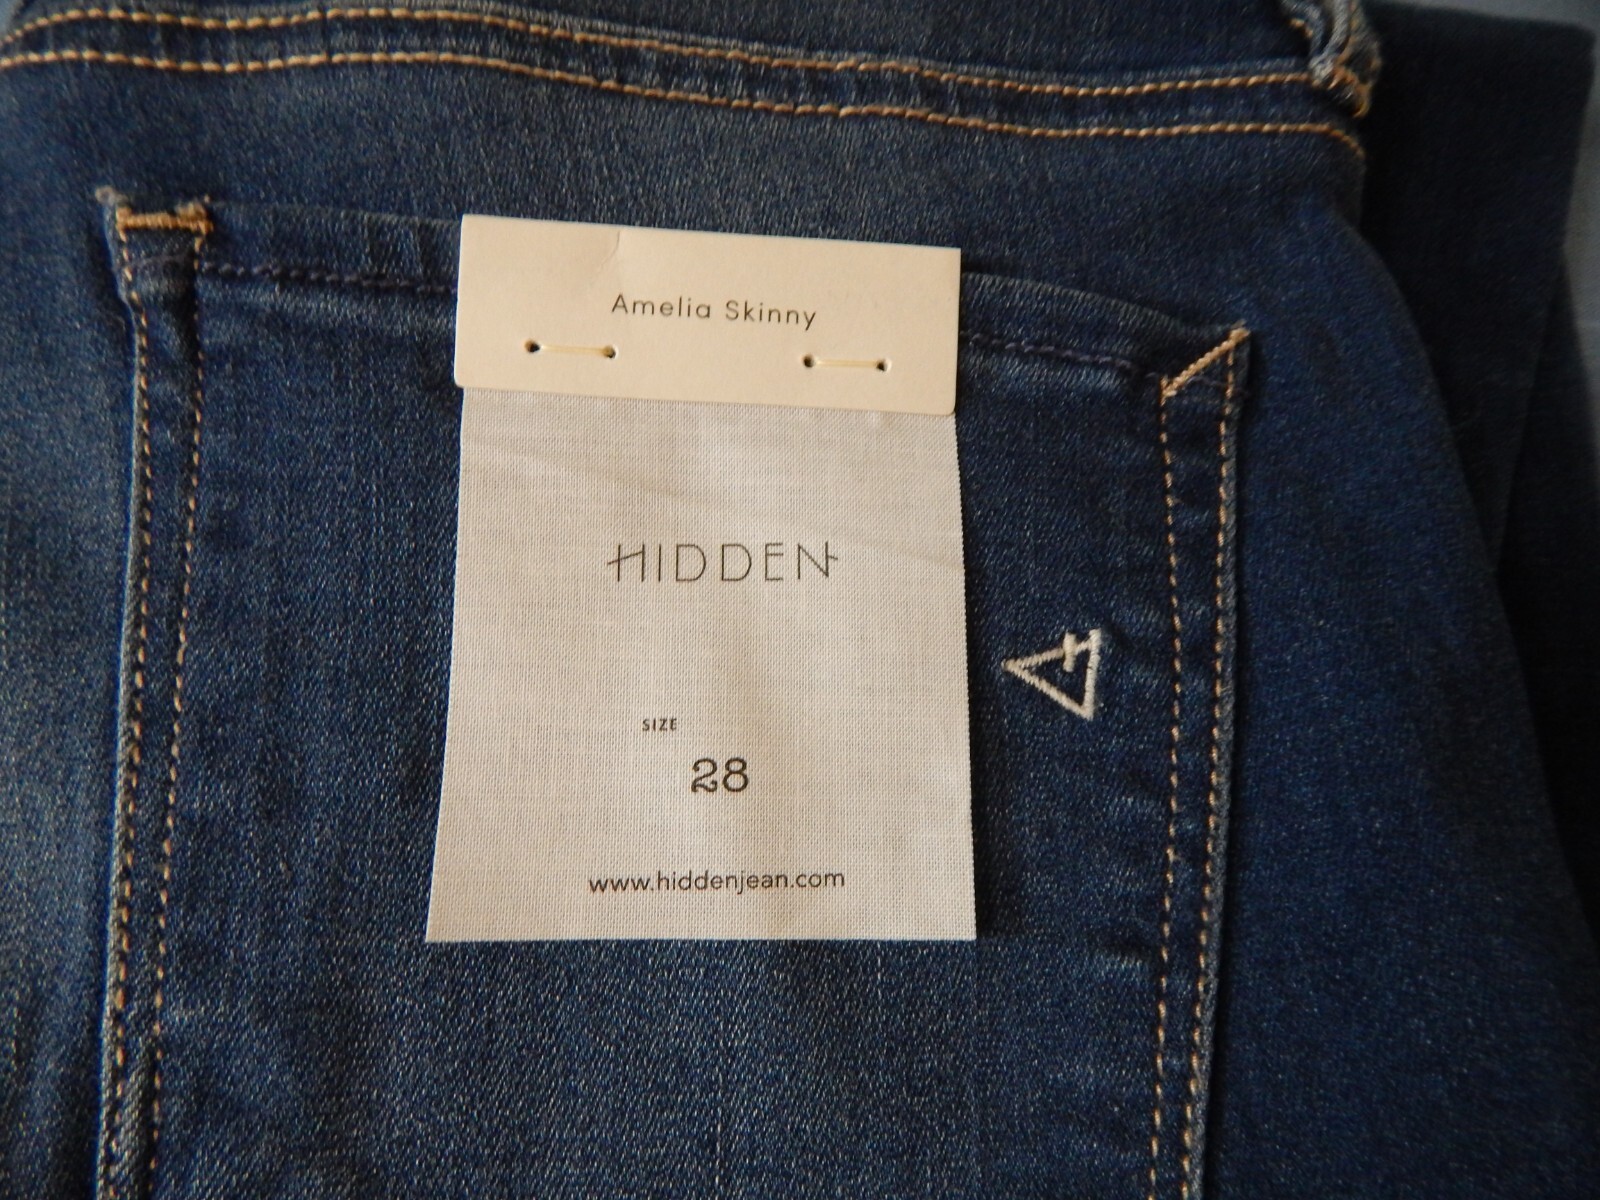 Amelia Skinny
HIDDEN
SIZE
28
www.hiddenjean.com